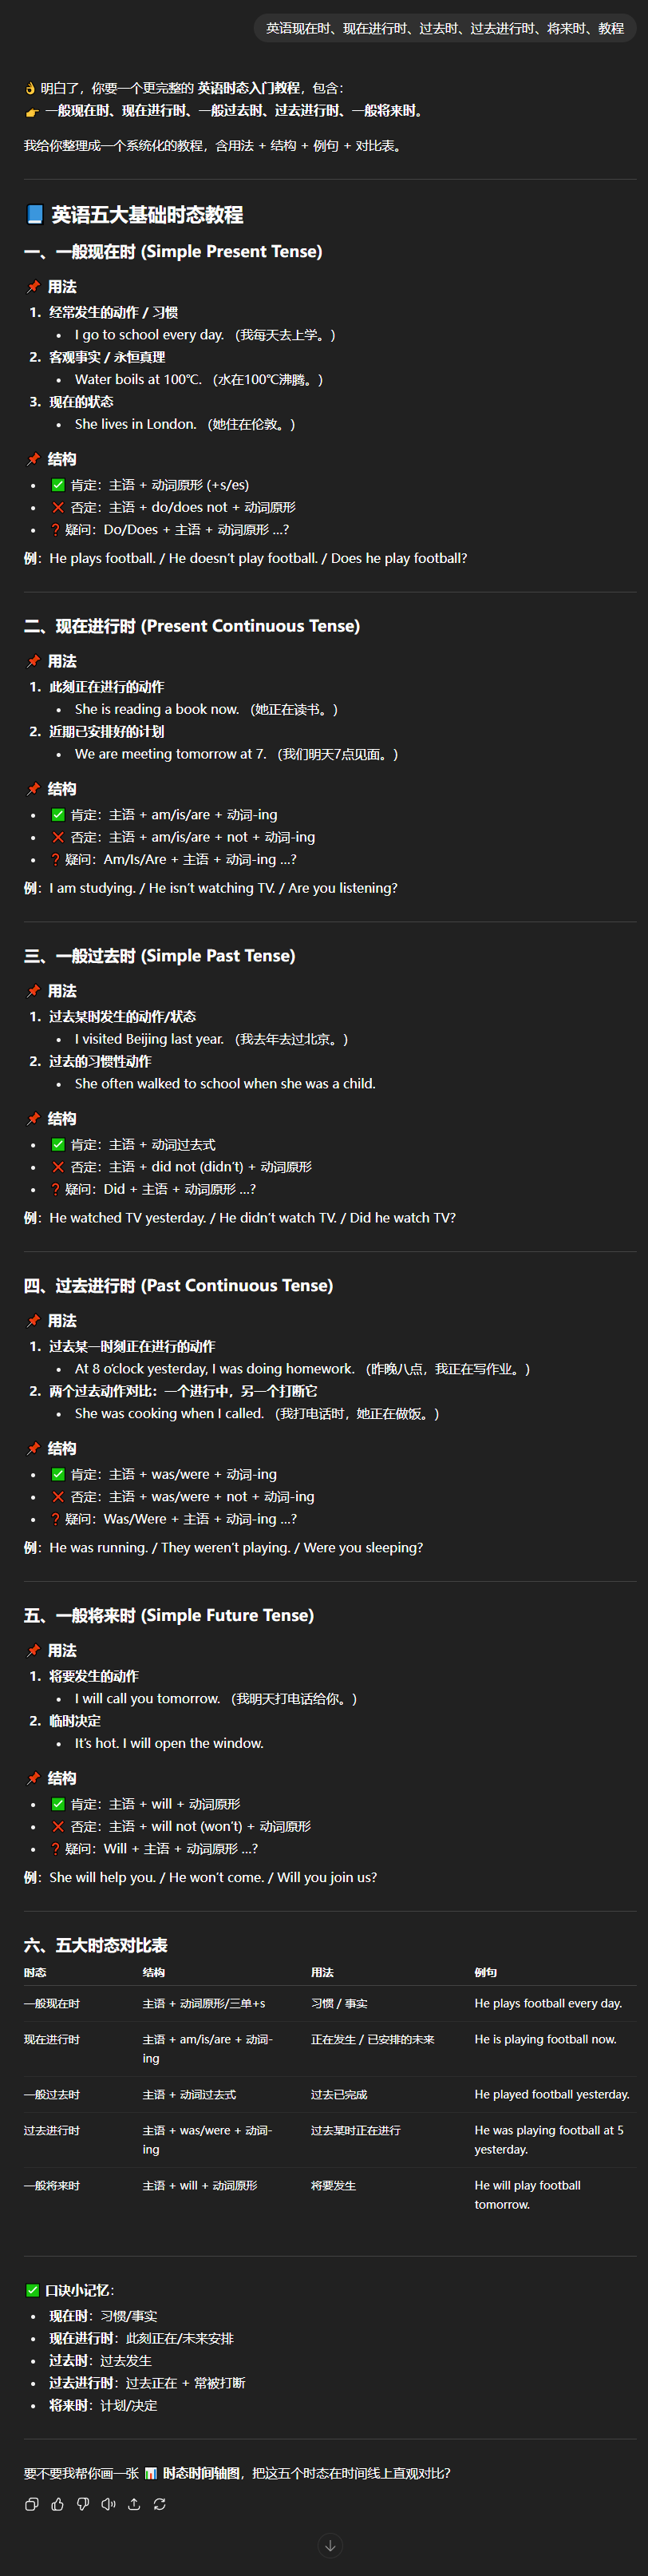 英语现在时、现在进行时、过去时、过去进行时、将来时、教程
👌 明白了，你要一个更完整的 英语时态入门教程，包含：
👉 一般现在时、现在进行时、一般过去时、过去进行时、一般将来时。
我给你整理成一个系统化的教程，含用法 + 结构 + 例句 + 对比表。
📘 英语五大基础时态教程
一、一般现在时 (Simple Present Tense)
📌 用法
1. 经常发生的动作 / 习惯
• I go to school every day. （我每天去上学。）
2. 客观事实 / 永恒真理
• Water boils at 100℃. （水在100℃沸腾。）
3. 现在的状态
• She lives in London. （她住在伦敦。）
📌 结构
• ✅ 肯定：主语 + 动词原形 (+s/es)
• ❌ 否定：主语 + do/does not + 动词原形
• ❓ 疑问：Do/Does + 主语 + 动词原形 …?
例：He plays football. / He doesn’t play football. / Does he play football?
二、现在进行时 (Present Continuous Tense)
📌 用法
1. 此刻正在进行的动作
• She is reading a book now. （她正在读书。）
2. 近期已安排好的计划
• We are meeting tomorrow at 7. （我们明天7点见面。）
📌 结构
• ✅ 肯定：主语 + am/is/are + 动词-ing
• ❌ 否定：主语 + am/is/are + not + 动词-ing
• ❓ 疑问：Am/Is/Are + 主语 + 动词-ing …?
例：I am studying. / He isn’t watching TV. / Are you listening?
三、一般过去时 (Simple Past Tense)
📌 用法
1. 过去某时发生的动作/状态
• I visited Beijing last year. （我去年去过北京。）
2. 过去的习惯性动作
• She often walked to school when she was a child.
📌 结构
• ✅ 肯定：主语 + 动词过去式
• ❌ 否定：主语 + did not (didn’t) + 动词原形
• ❓ 疑问：Did + 主语 + 动词原形 …?
例：He watched TV yesterday. / He didn’t watch TV. / Did he watch TV?
四、过去进行时 (Past Continuous Tense)
📌 用法
1. 过去某一时刻正在进行的动作
• At 8 o’clock yesterday, I was doing homework. （昨晚八点，我正在写作业。）
2. 两个过去动作对比：一个进行中，另一个打断它
• She was cooking when I called. （我打电话时，她正在做饭。）
📌 结构
• ✅ 肯定：主语 + was/were + 动词-ing
• ❌ 否定：主语 + was/were + not + 动词-ing
• ❓ 疑问：Was/Were + 主语 + 动词-ing …?
例：He was running. / They weren’t playing. / Were you sleeping?
五、一般将来时 (Simple Future Tense)
📌 用法
1. 将要发生的动作
• I will call you tomorrow. （我明天打电话给你。）
2. 临时决定
• It’s hot. I will open the window.
📌 结构
• ✅ 肯定：主语 + will + 动词原形
• ❌ 否定：主语 + will not (won’t) + 动词原形
• ❓ 疑问：Will + 主语 + 动词原形 …?
例：She will help you. / He won’t come. / Will you join us?
六、五大时态对比表
时态 结构 用法 例句
一般现在时 主语 + 动词原形/三单+s 习惯 / 事实 He plays football every day.
现在进行时 主语 + am/is/are + 动词- 正在发生 / 已安排的未来 He is playing football now.
ing
一般过去时 主语 + 动词过去式 过去已完成 He played football yesterday.
过去进行时 主语 + was/were + 动词- 过去某时正在进行 He was playing football at 5
ing yesterday.
一般将来时 主语 + will + 动词原形 将要发生 He will play football
tomorrow.
✅ 口诀小记忆：
• 现在时：习惯/事实
• 现在进行时：此刻正在/未来安排
• 过去时：过去发生
• 过去进行时：过去正在 + 常被打断
• 将来时：计划/决定
要不要我帮你画一张 📊 时态时间轴图，把这五个时态在时间线上直观对比？